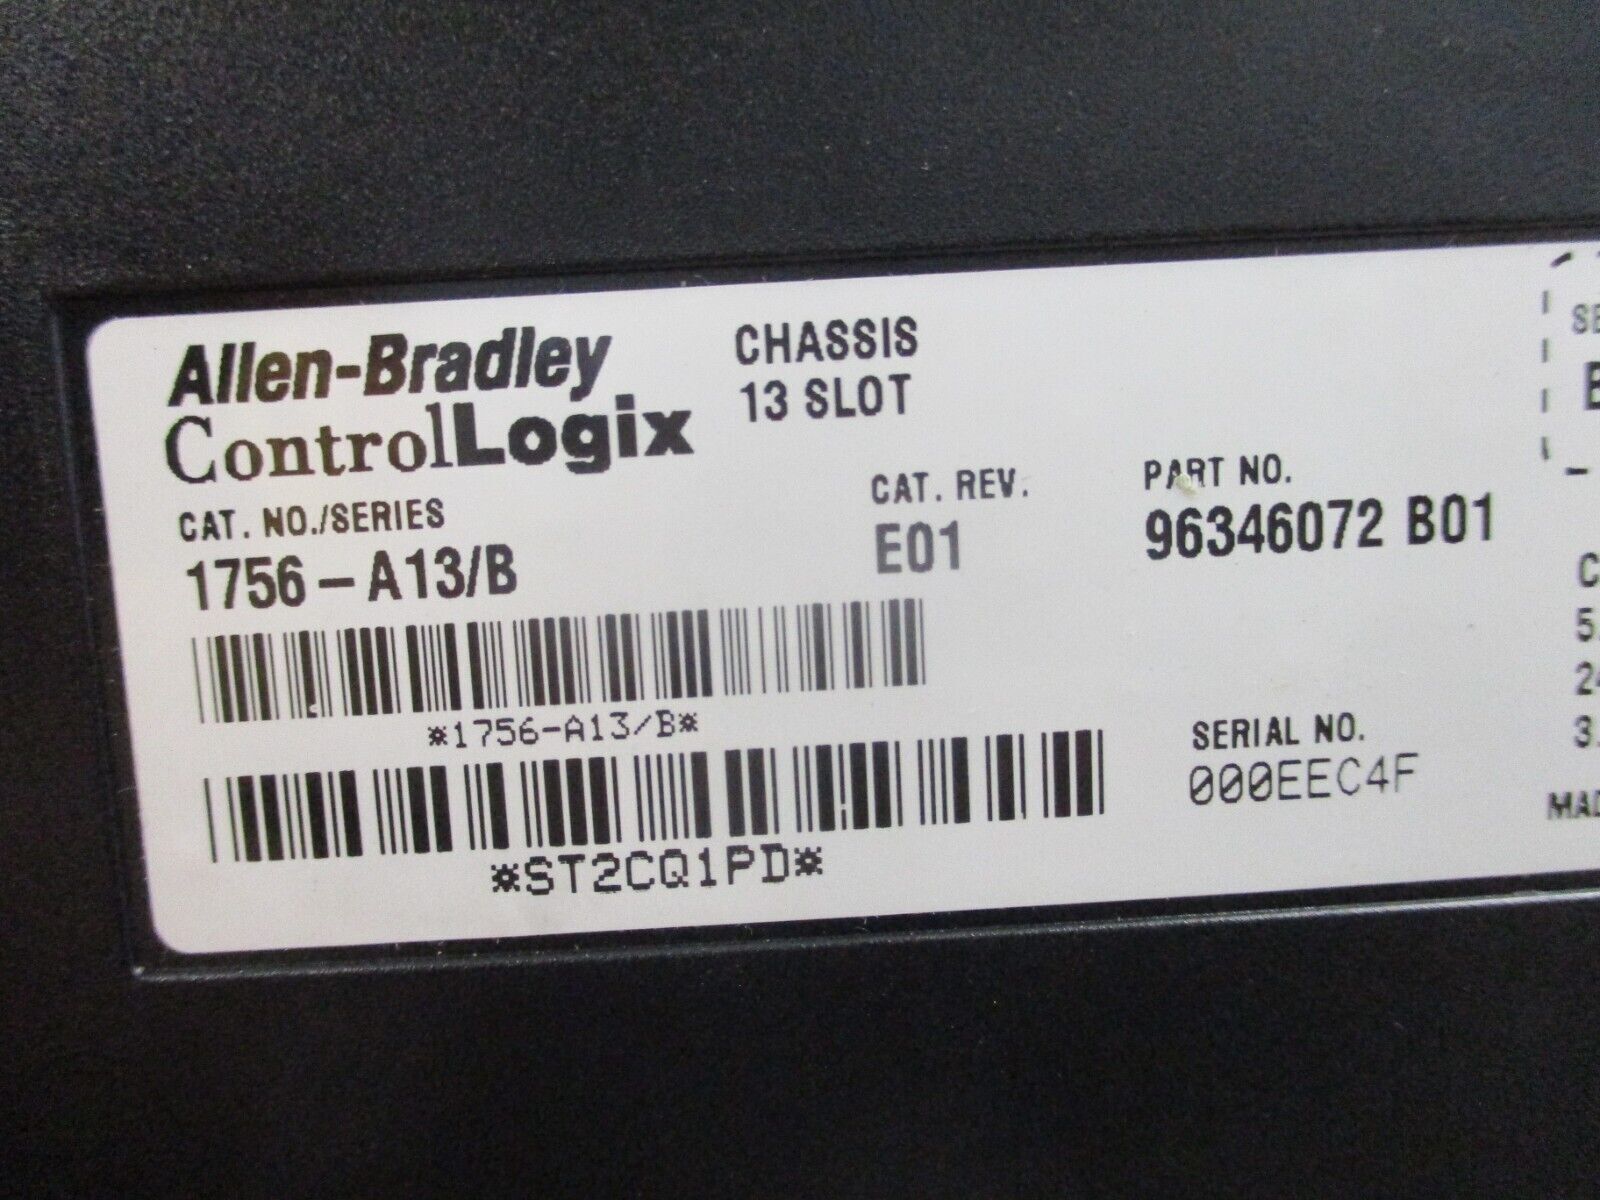 Allen-Bradley
ControlLogix
CHASSIS
13 SLOT
CAT. NO./SERIES
1756-A13/B
CAT. REV.
E01
PART NO.
96346072 B01
*1756-A13/B*
SERIAL NO.
000EEC4F
*ST2CQ1PD*